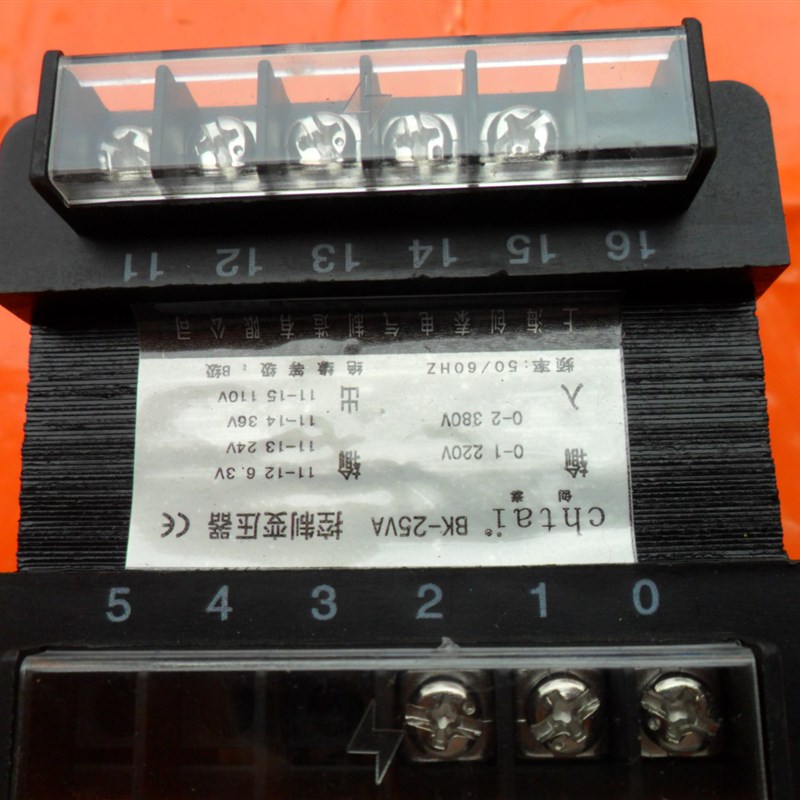 chtai® BK-25VA 控制变压器 CE
创泰
输入
0-1 220V
0-2 380V
频率:50/60HZ
输出
11-12 6.3V
11-13 24V
11-14 36V
11-15 110V
绝缘等级:B级
上海创泰电气制造有限公司
11 12 13 14 15 16
5 4 3 2 1 0